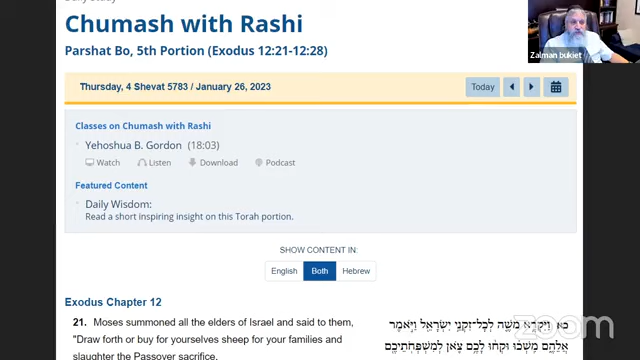 Chumash with Rashi
Parshat Bo, 5th Portion (Exodus 12:21-12:28)
Thursday, 4 Shevat 5783 / January 26, 2023
Today
Classes on Chumash with Rashi
Yehoshua B. Gordon (18:03)
Watch Listen Download Podcast
Featured Content
Daily Wisdom:
Read a short inspiring insight on this Torah portion.
SHOW CONTENT IN:
English Both Hebrew
Exodus Chapter 12
21. Moses summoned all the elders of Israel and said to them,
"Draw forth or buy for yourselves sheep for your families and
slaughter the Passover sacrifice.
כא וַיִּקְרָא מֹשֶׁה לְכָל־זִקְנֵי יִשְׂרָאֵל וַיֹּאמֶר
אֲלֵהֶם מִשְׁכוּ וּקְחוּ לָכֶם צֹאן לְמִשְׁפְּחֹתֵיכֶם
Zalman bukiet
zoom